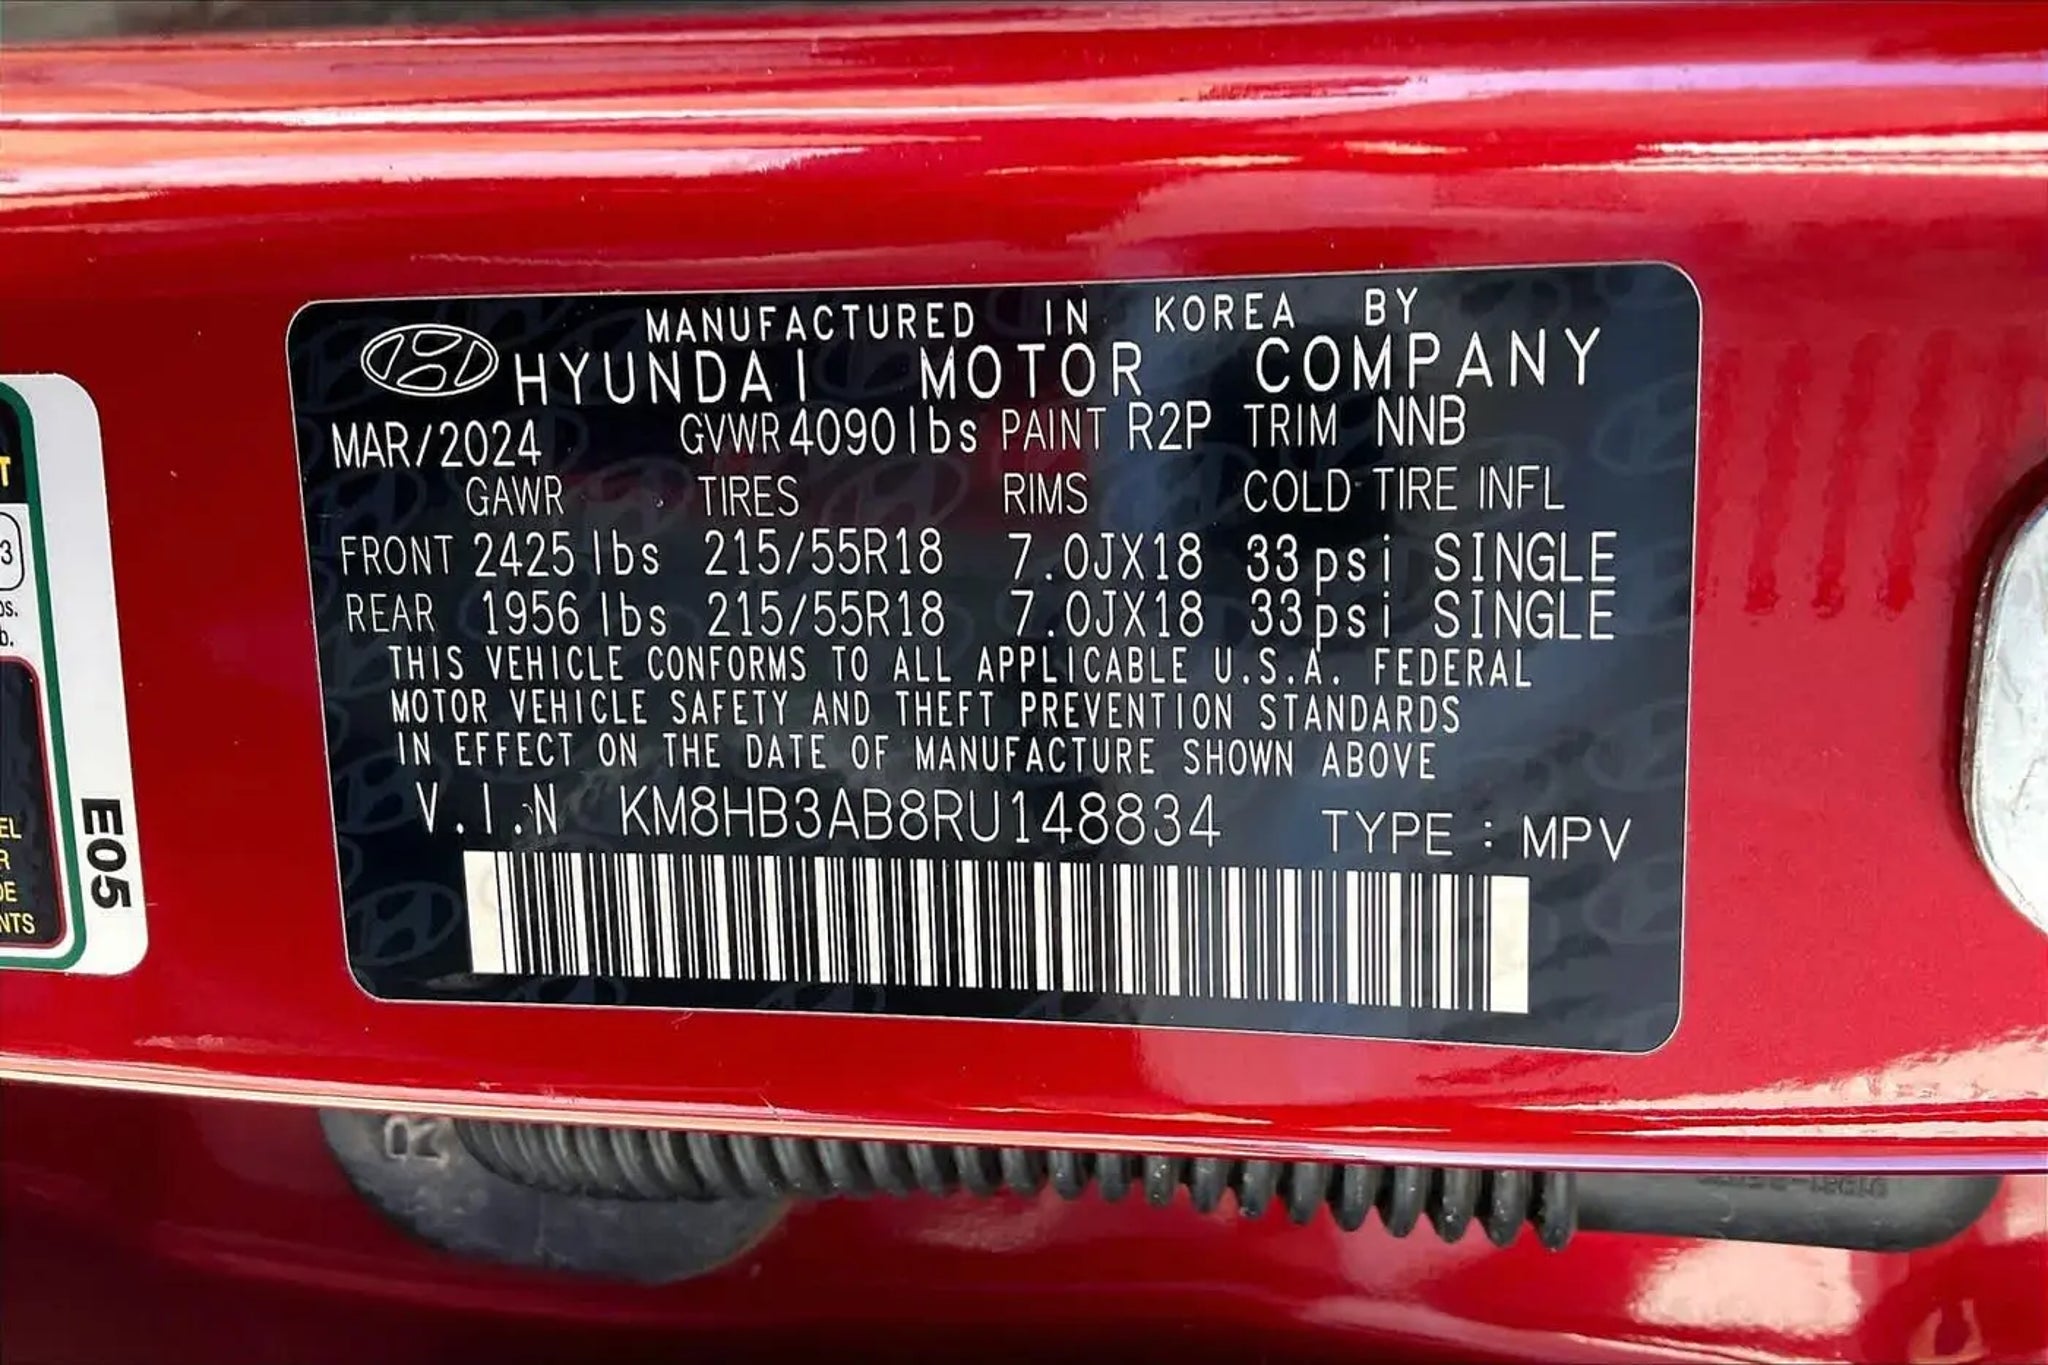 MANUFACTURED IN KOREA BY
HYUNDAI MOTOR COMPANY
MAR/2024 GVWR 4090lbs PAINT R2P TRIM NNB
GAWR TIRES RIMS COLD TIRE INFL
FRONT 2425 lbs 215/55R18 7.0JX18 33psi SINGLE
REAR 1956 lbs 215/55R18 7.0JX18 33psi SINGLE
THIS VEHICLE CONFORMS TO ALL APPLICABLE U.S.A. FEDERAL
MOTOR VEHICLE SAFETY AND THEFT PREVENTION STANDARDS
IN EFFECT ON THE DATE OF MANUFACTURE SHOWN ABOVE
V.I.N KM8HB3AB8RU148834 TYPE : MPV
E05
R